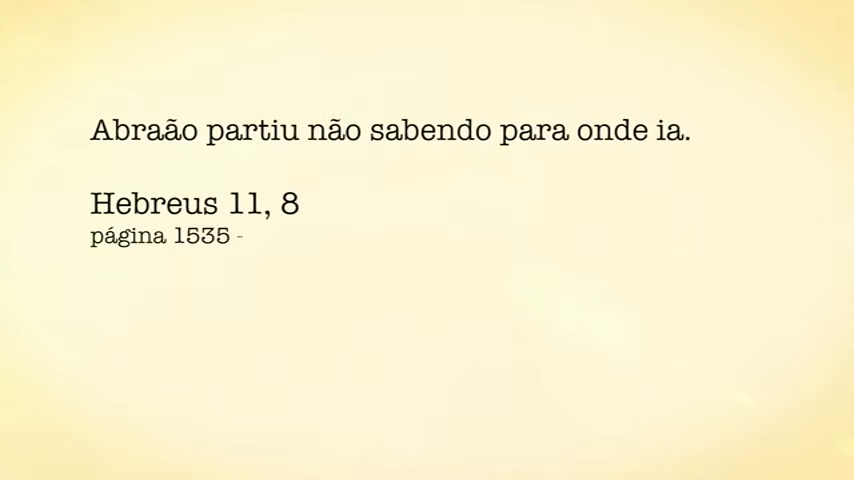 Abraão partiu não sabendo para onde ia.
Hebreus 11, 8
página 1535 -